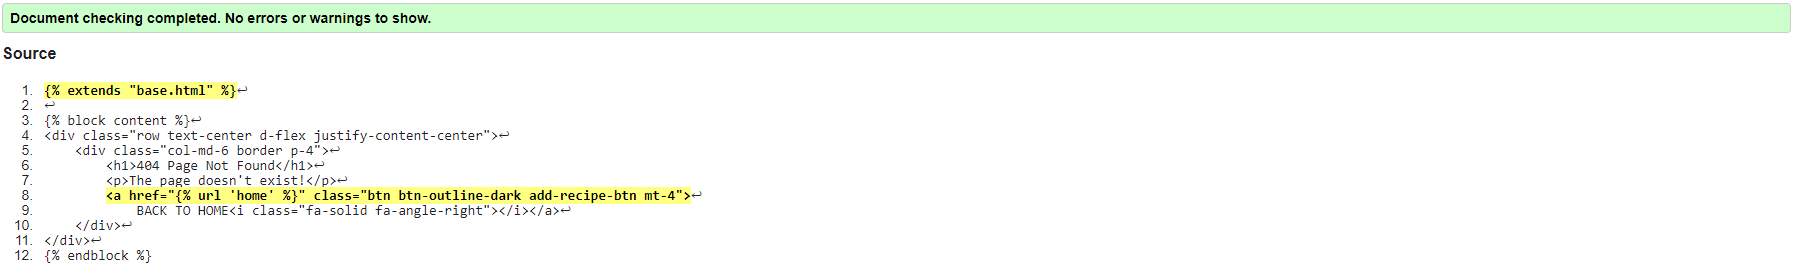 Document checking completed. No errors or warnings to show.
Source
1. {% extends "base.html" %}↩
2. ↩
3. {% block content %}↩
4. <div class="row text-center d-flex justify-content-center">↩
5.     <div class="col-md-6 border p-4">↩
6.         <h1>404 Page Not Found</h1>↩
7.         <p>The page doesn't exist!</p>↩
8.         <a href="{% url 'home' %}" class="btn btn-outline-dark add-recipe-btn mt-4">↩
9.             BACK TO HOME<i class="fa-solid fa-angle-right"></i></a>↩
10.     </div>↩
11. </div>↩
12. {% endblock %}